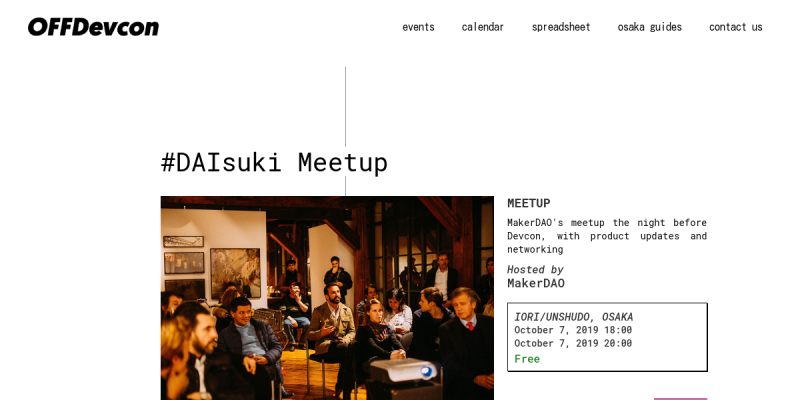 OFFDevcon
events calendar spreadsheet osaka guides contact us
#DAIsuki Meetup
MEETUP
MakerDAO's meetup the night before
Devcon, with product updates and
networking
Hosted by
MakerDAO
IORI/UNSHUDO, OSAKA
October 7, 2019 18:00
October 7, 2019 20:00
Free